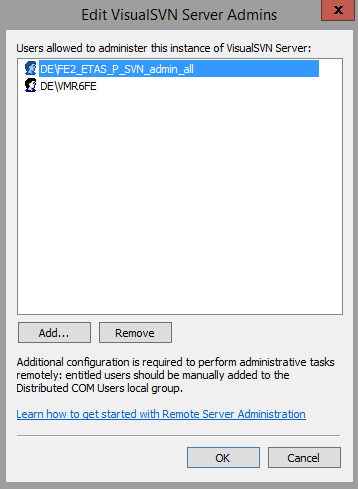 Edit VisualSVN Server Admins
x
Users allowed to administer this instance of VisualSVN Server:
DE\FE2_ETAS_P_SVN_admin_all
DE\VMR6FE
Add...
Remove
Additional configuration is required to perform administrative tasks
remotely: entitled users should be manually added to the
Distributed COM Users local group.
Learn how to get started with Remote Server Administration
OK
Cancel